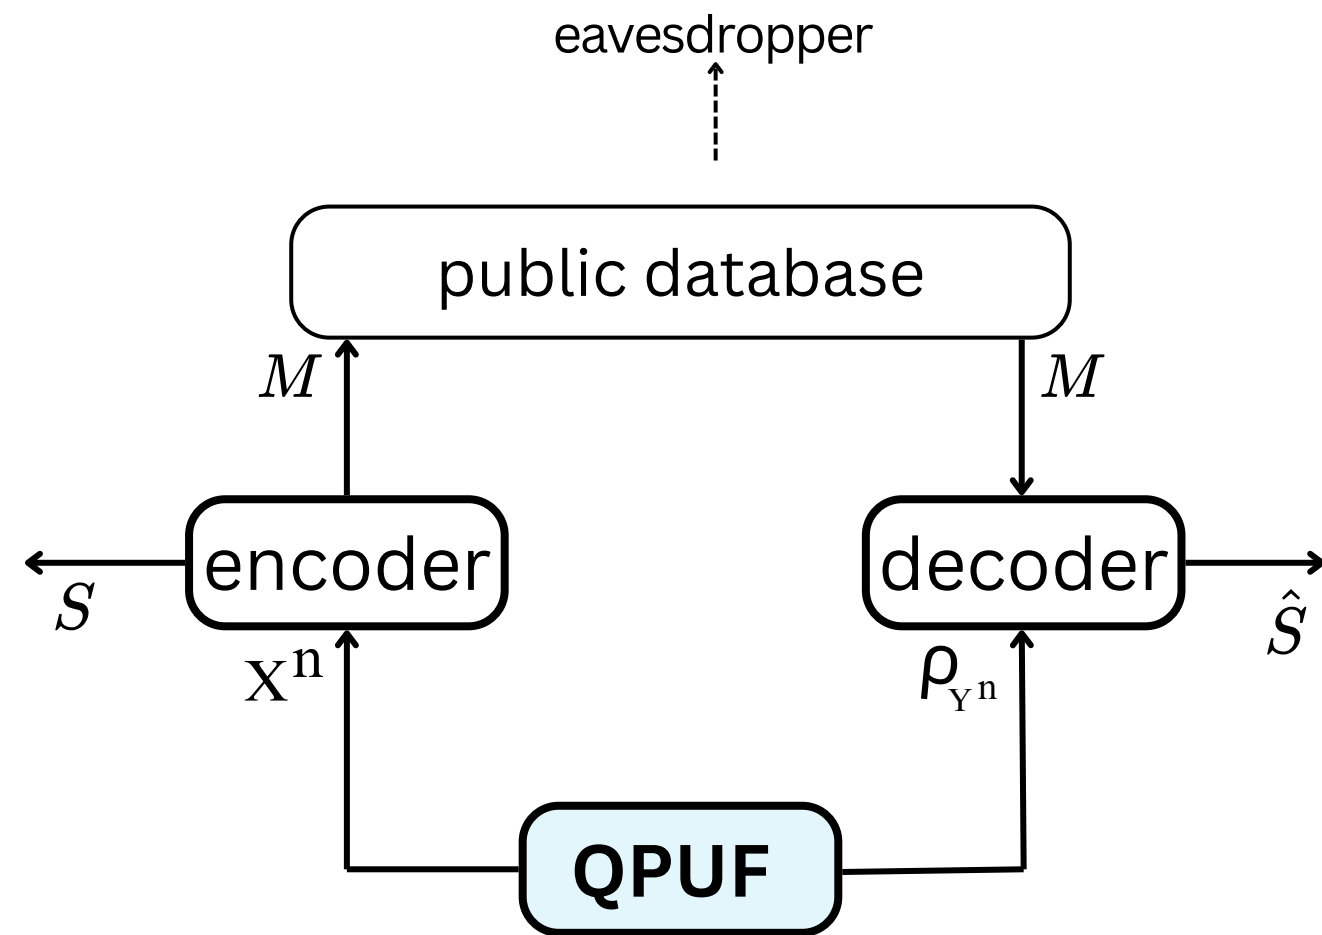 eavesdropper
public database
M
M
encoder
decoder
S
Ŝ
Xⁿ
ρ_Yⁿ
QPUF